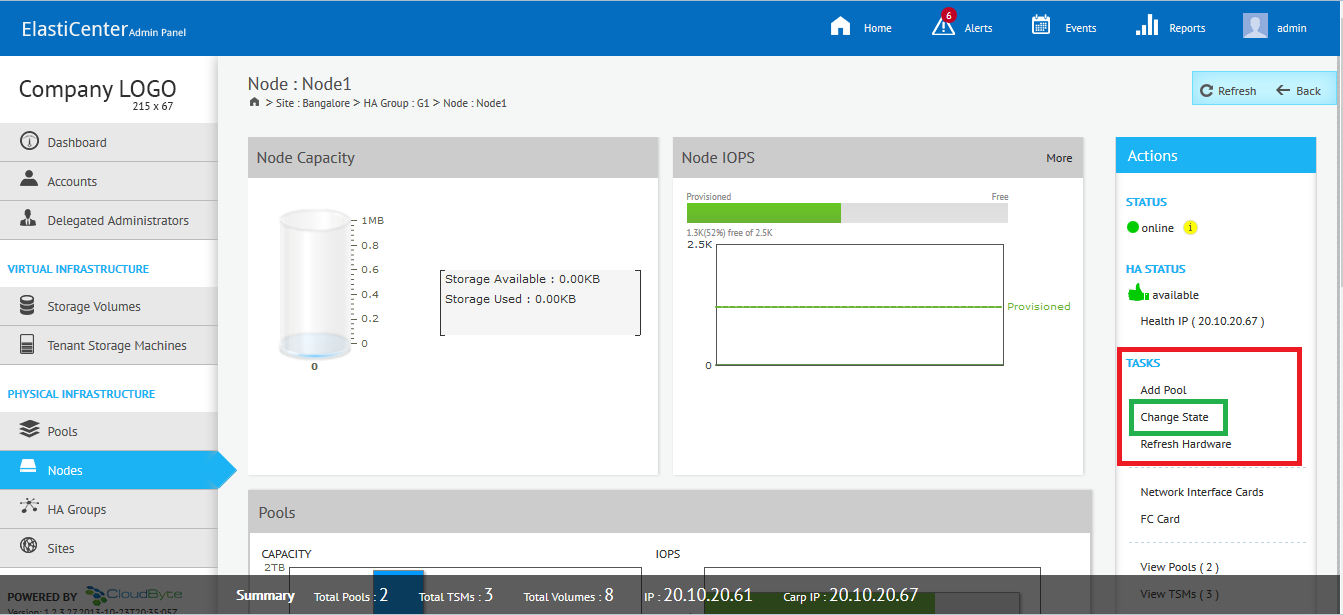 ElastiCenter Admin Panel
Home
6
Alerts
Events
Reports
admin
Company LOGO
215 x 67
Dashboard
Accounts
Delegated Administrators
VIRTUAL INFRASTRUCTURE
Storage Volumes
Tenant Storage Machines
PHYSICAL INFRASTRUCTURE
Pools
Nodes
HA Groups
Sites
POWERED BY CloudByte
Version: 1.2.3.27.2013-10-23T20:35:05Z
Node : Node1
> Site : Bangalore > HA Group : G1 > Node : Node1
Refresh
Back
Node Capacity
1MB
0.8
0.6
0.4
0.2
0
0
Storage Available : 0.00KB
Storage Used : 0.00KB
Node IOPS
More
Provisioned
Free
1.3K(52%) free of 2.5K
2.5K
Provisioned
0
Pools
CAPACITY
2TB
IOPS
Actions
STATUS
online
i
HA STATUS
available
Health IP ( 20.10.20.67 )
TASKS
Add Pool
Change State
Refresh Hardware
Network Interface Cards
FC Card
View Pools ( 2 )
View TSMs ( 3 )
Summary
Total Pools : 2
Total TSMs : 3
Total Volumes : 8
IP : 20.10.20.61
Carp IP : 20.10.20.67